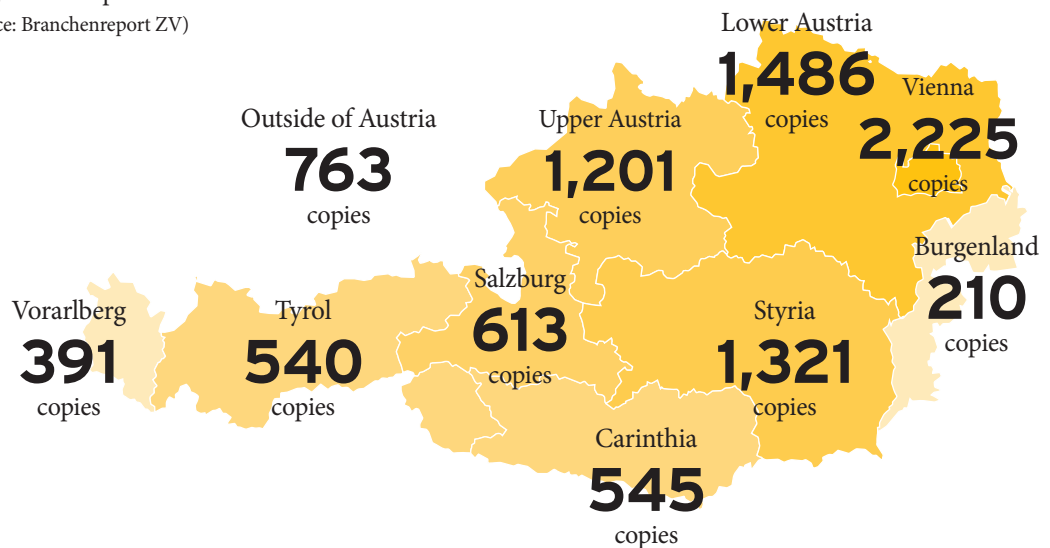 ce: Branchenreport ZV)
Lower Austria
1,486
copies
Vienna
2,225
copies
Outside of Austria
763
copies
Upper Austria
1,201
copies
Burgenland
210
copies
Salzburg
613
copies
Vorarlberg
391
copies
Tyrol
540
copies
Styria
1,321
copies
Carinthia
545
copies